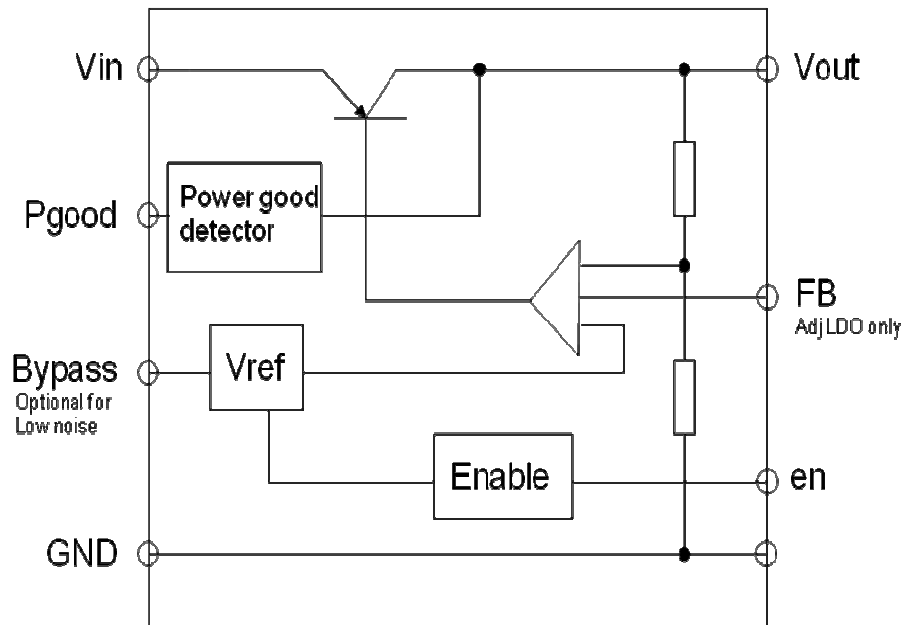 Vin
Vout
Pgood
Power good
detector
FB
Adj LDO only
Bypass
Optional for
Low noise
Vref
Enable
en
GND